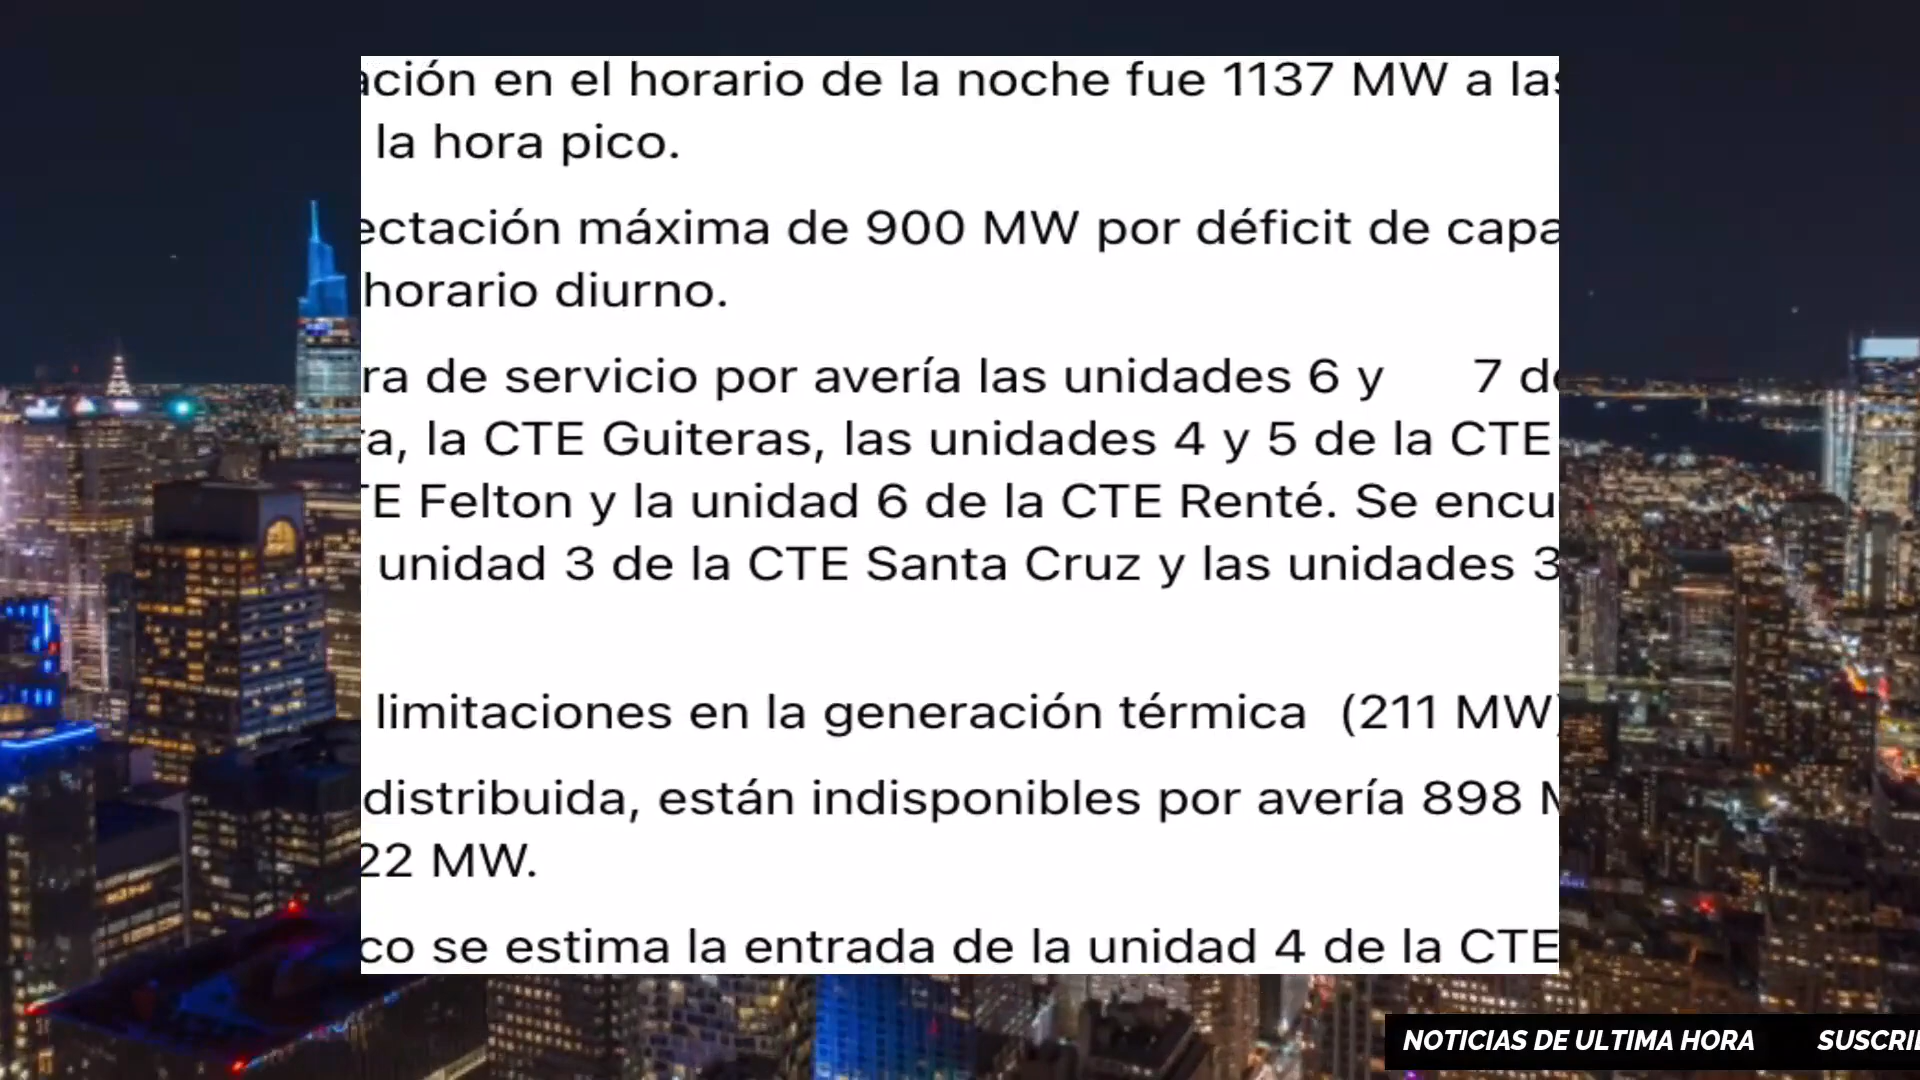 ación en el horario de la noche fue 1137 MW a las
la hora pico.
ectación máxima de 900 MW por déficit de capa
horario diurno.
ra de servicio por avería las unidades 6 y 7 de
ra, la CTE Guiteras, las unidades 4 y 5 de la CTE
TE Felton y la unidad 6 de la CTE Renté. Se encu
unidad 3 de la CTE Santa Cruz y las unidades 3
limitaciones en la generación térmica (211 MW)
distribuida, están indisponibles por avería 898 M
22 MW.
co se estima la entrada de la unidad 4 de la CTE
NOTICIAS DE ULTIMA HORA SUSCRI